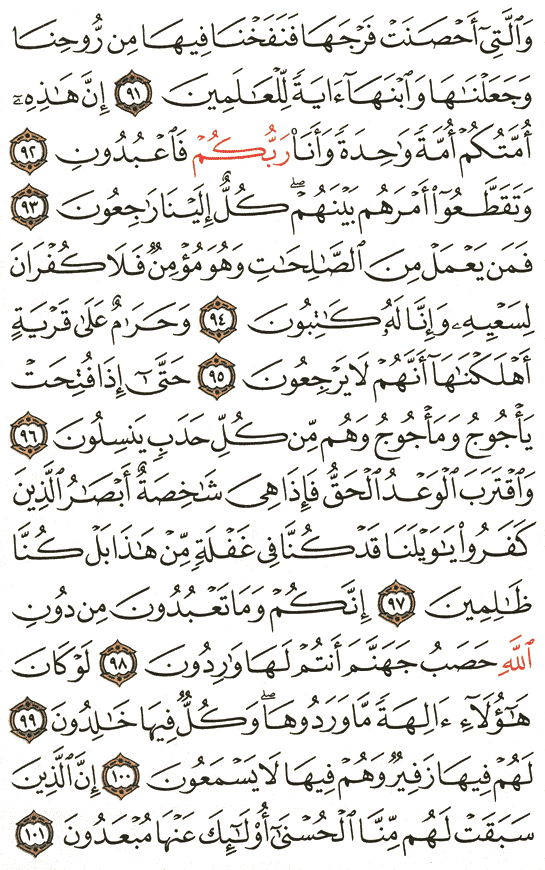 وَٱلَّتِىٓ أَحْصَنَتْ فَرْجَهَا فَنَفَخْنَا فِيهَا مِن رُّوحِنَا
وَجَعَلْنَـٰهَا وَٱبْنَهَآ ءَايَةً لِّلْعَـٰلَمِينَ ٩١ إِنَّ هَـٰذِهِۦٓ
أُمَّتُكُمْ أُمَّةً وَٰحِدَةً وَأَنَا۠ رَبُّكُمْ فَٱعْبُدُونِ ٩٢
وَتَقَطَّعُوٓا۟ أَمْرَهُم بَيْنَهُمْ ۖ كُلٌّ إِلَيْنَا رَٰجِعُونَ ٩٣
فَمَن يَعْمَلْ مِنَ ٱلصَّـٰلِحَـٰتِ وَهُوَ مُؤْمِنٌ فَلَا كُفْرَانَ
لِسَعْيِهِۦ وَإِنَّا لَهُۥ كَـٰتِبُونَ ٩٤ وَحَرَٰمٌ عَلَىٰ قَرْيَةٍ
أَهْلَكْنَـٰهَآ أَنَّهُمْ لَا يَرْجِعُونَ ٩٥ حَتَّىٰٓ إِذَا فُتِحَتْ
يَأْجُوجُ وَمَأْجُوجُ وَهُم مِّن كُلِّ حَدَبٍ يَنسِلُونَ ٩٦
وَٱقْتَرَبَ ٱلْوَعْدُ ٱلْحَقُّ فَإِذَا هِىَ شَـٰخِصَةٌ أَبْصَـٰرُ ٱلَّذِينَ
كَفَرُوا۟ يَـٰوَيْلَنَا قَدْ كُنَّا فِى غَفْلَةٍ مِّنْ هَـٰذَا بَلْ كُنَّا
ظَـٰلِمِينَ ٩٧ إِنَّكُمْ وَمَا تَعْبُدُونَ مِن دُونِ
ٱللَّهِ حَصَبُ جَهَنَّمَ أَنتُمْ لَهَا وَٰرِدُونَ ٩٨ لَوْ كَانَ
هَـٰٓؤُلَآءِ ءَالِهَةً مَّا وَرَدُوهَا ۖ وَكُلٌّ فِيهَا خَـٰلِدُونَ ٩٩
لَهُمْ فِيهَا زَفِيرٌ وَهُمْ فِيهَا لَا يَسْمَعُونَ ١٠٠ إِنَّ ٱلَّذِينَ
سَبَقَتْ لَهُم مِّنَّا ٱلْحُسْنَىٰٓ أُو۟لَـٰٓئِكَ عَنْهَا مُبْعَدُونَ ١٠١